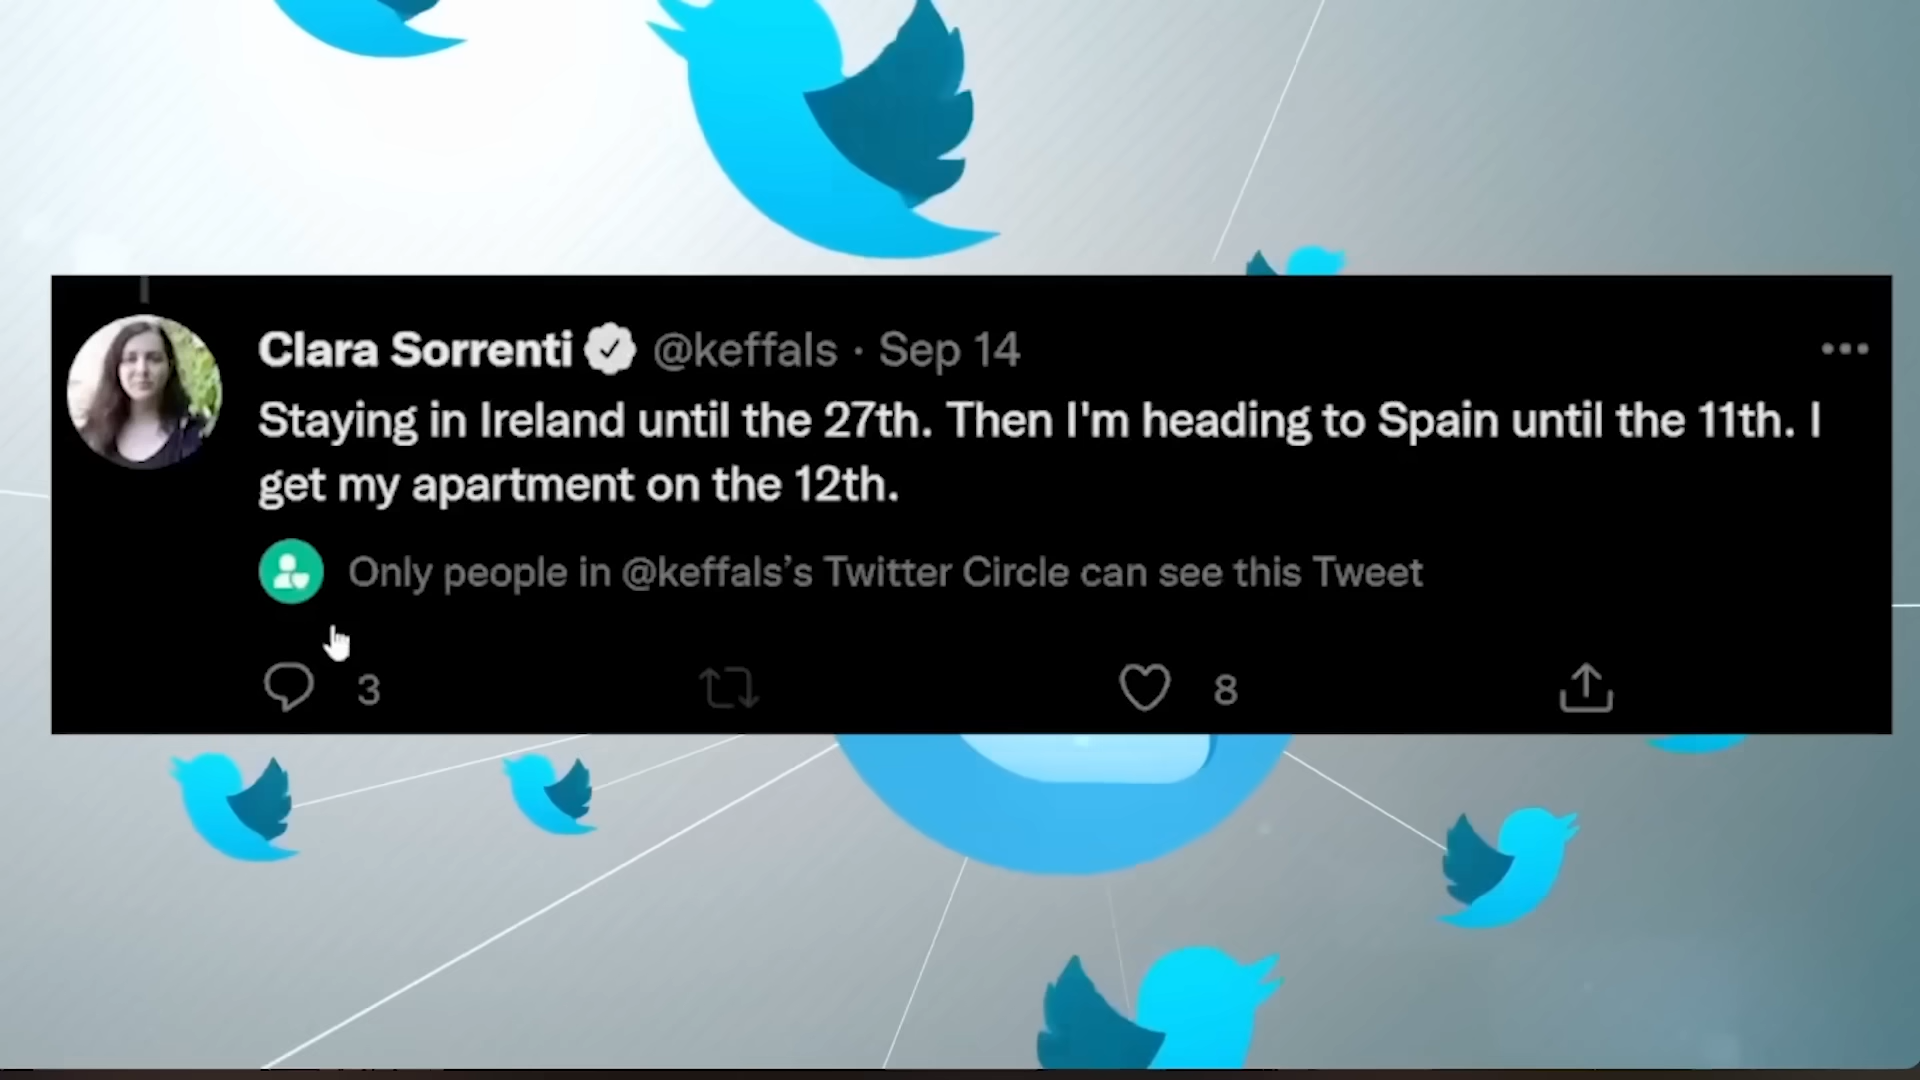 Clara Sorrenti @keffals · Sep 14
Staying in Ireland until the 27th. Then I'm heading to Spain until the 11th. I
get my apartment on the 12th.
Only people in @keffals’s Twitter Circle can see this Tweet
3 8